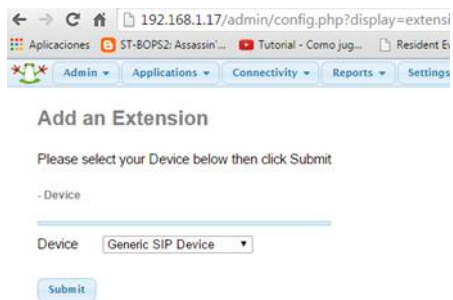 192.168.1.17/admin/config.php?display=extensi
Aplicaciones ST-BOPS2: Assassin'... Tutorial - Como jug... Resident Ev
Admin Applications Connectivity Reports Settings
Add an Extension
Please select your Device below then click Submit
- Device
Device Generic SIP Device
Submit